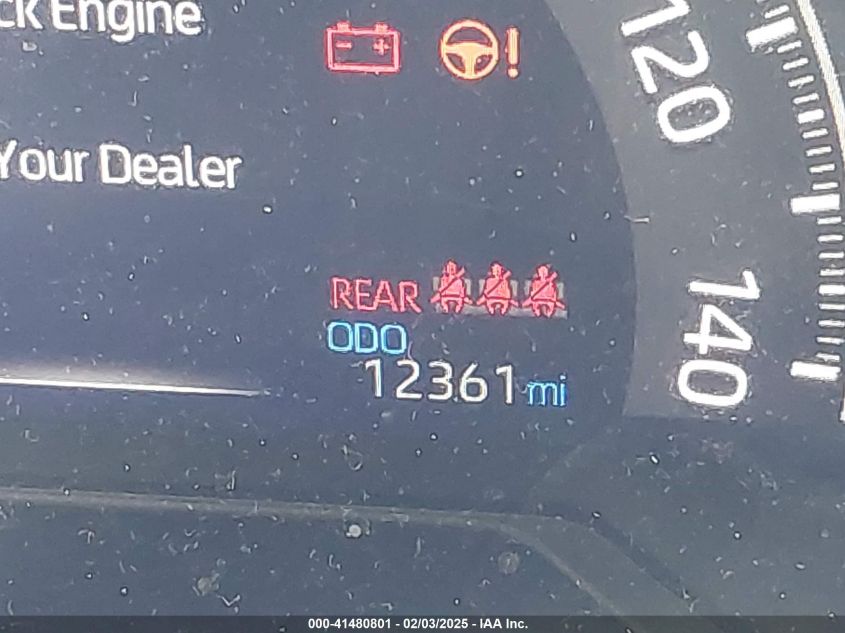 ck Engine
Your Dealer
120
140
REAR
ODO
12361 mi
000-41480801 - 02/03/2025 - IAA Inc.